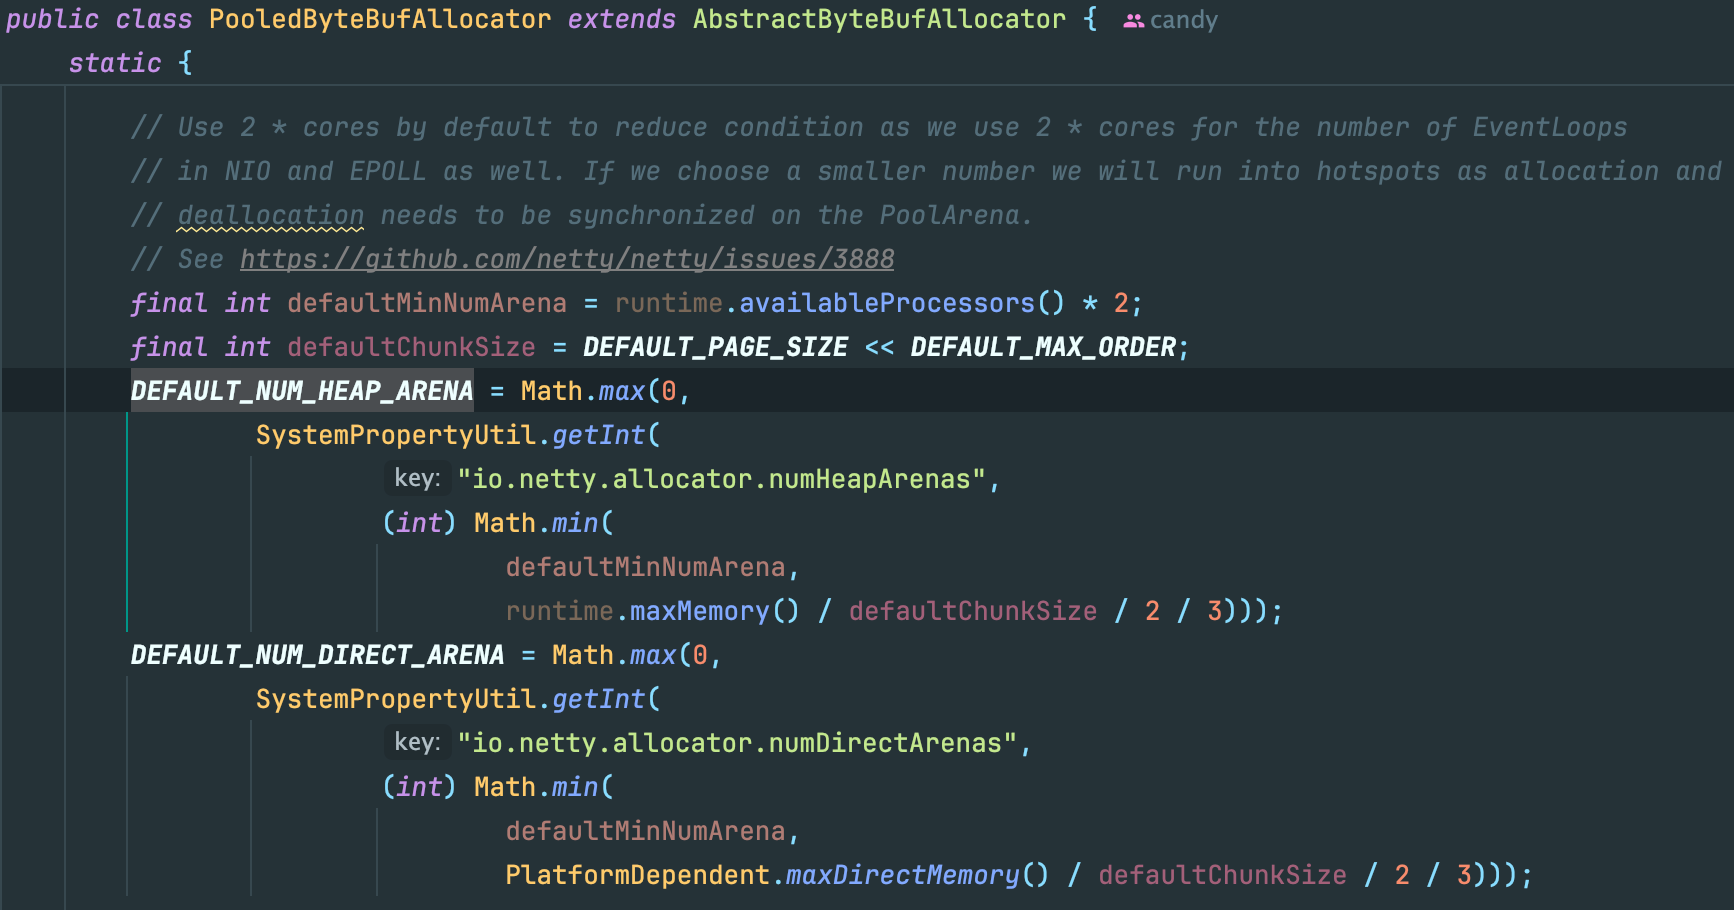 public class PooledByteBufAllocator extends AbstractByteBufAllocator { candy
static {
// Use 2 * cores by default to reduce condition as we use 2 * cores for the number of EventLoops
// in NIO and EPOLL as well. If we choose a smaller number we will run into hotspots as allocation and
// deallocation needs to be synchronized on the PoolArena.
// See https://github.com/netty/netty/issues/3888
final int defaultMinNumArena = runtime.availableProcessors() * 2;
final int defaultChunkSize = DEFAULT_PAGE_SIZE << DEFAULT_MAX_ORDER;
DEFAULT_NUM_HEAP_ARENA = Math.max(0,
SystemPropertyUtil.getInt(
key: "io.netty.allocator.numHeapArenas",
(int) Math.min(
defaultMinNumArena,
runtime.maxMemory() / defaultChunkSize / 2 / 3)));
DEFAULT_NUM_DIRECT_ARENA = Math.max(0,
SystemPropertyUtil.getInt(
key: "io.netty.allocator.numDirectArenas",
(int) Math.min(
defaultMinNumArena,
PlatformDependent.maxDirectMemory() / defaultChunkSize / 2 / 3)));